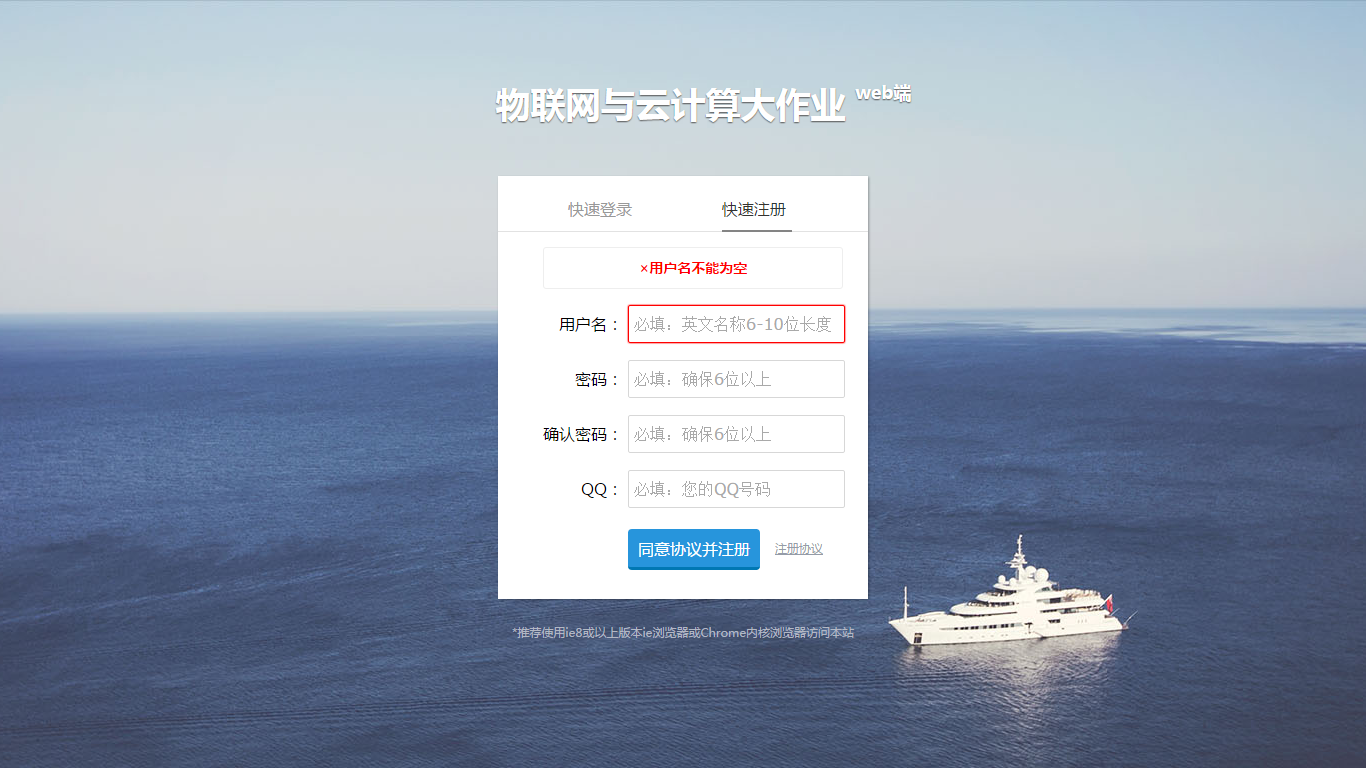 物联网与云计算大作业 web端
快速登录 快速注册
×用户名不能为空
用户名： 必填：英文名称6-10位长度
密码： 必填：确保6位以上
确认密码： 必填：确保6位以上
QQ： 必填：您的QQ号码
同意协议并注册 注册协议
*推荐使用ie8或以上版本ie浏览器或Chrome内核浏览器访问本站